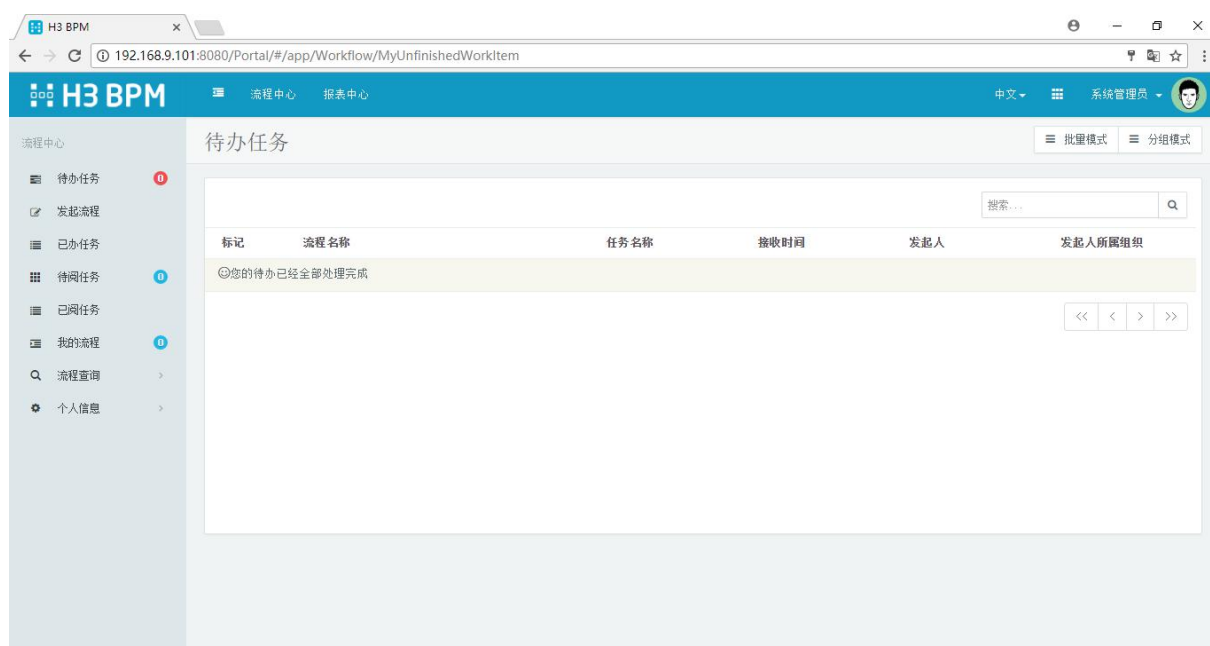 H3 BPM
192.168.9.101:8080/Portal/#/app/Workflow/MyUnfinishedWorkItem
H3 BPM 流程中心 报表中心 中文 系统管理员
流程中心
待办任务 批里模式 分组模式
待办任务 0
搜索...
发起流程
标记 流程名称 任务名称 接收时间 发起人 发起人所属组织
已办任务
☺您的待办已经全部处理完成
待阅任务 0
已阅任务
<< < > >>
我的流程 0
流程查询 >
个人信息 >